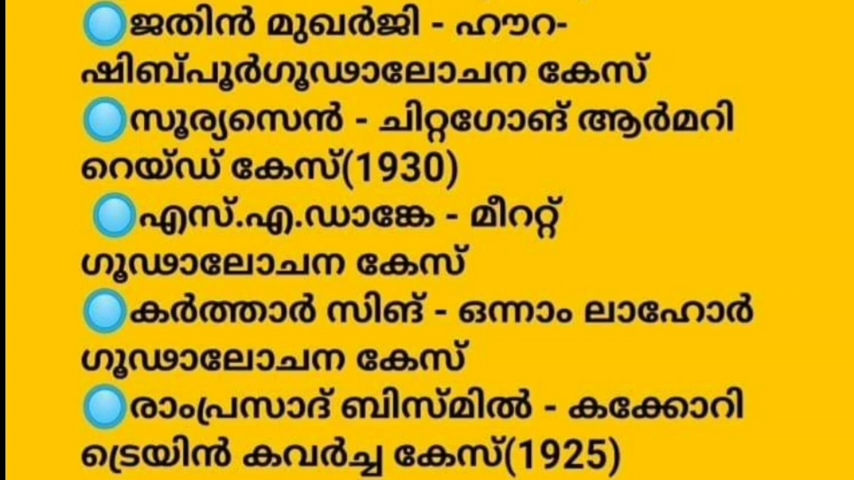 ജതിൻ മുഖർജി - ഹൗറ-
ഷിബ്പൂർഗൂഢാലോചന കേസ്
സൂര്യസെൻ - ചിറ്റഗോങ് ആർമറി
റെയ്ഡ് കേസ്(1930)
എസ്.എ.ഡാങ്കേ - മീററ്റ്
ഗൂഢാലോചന കേസ്
കർത്താർ സിങ് - ഒന്നാം ലാഹോർ
ഗൂഢാലോചന കേസ്
രാംപ്രസാദ് ബിസ്മിൽ - കക്കോറി
ട്രെയിൻ കവർച്ച കേസ്(1925)